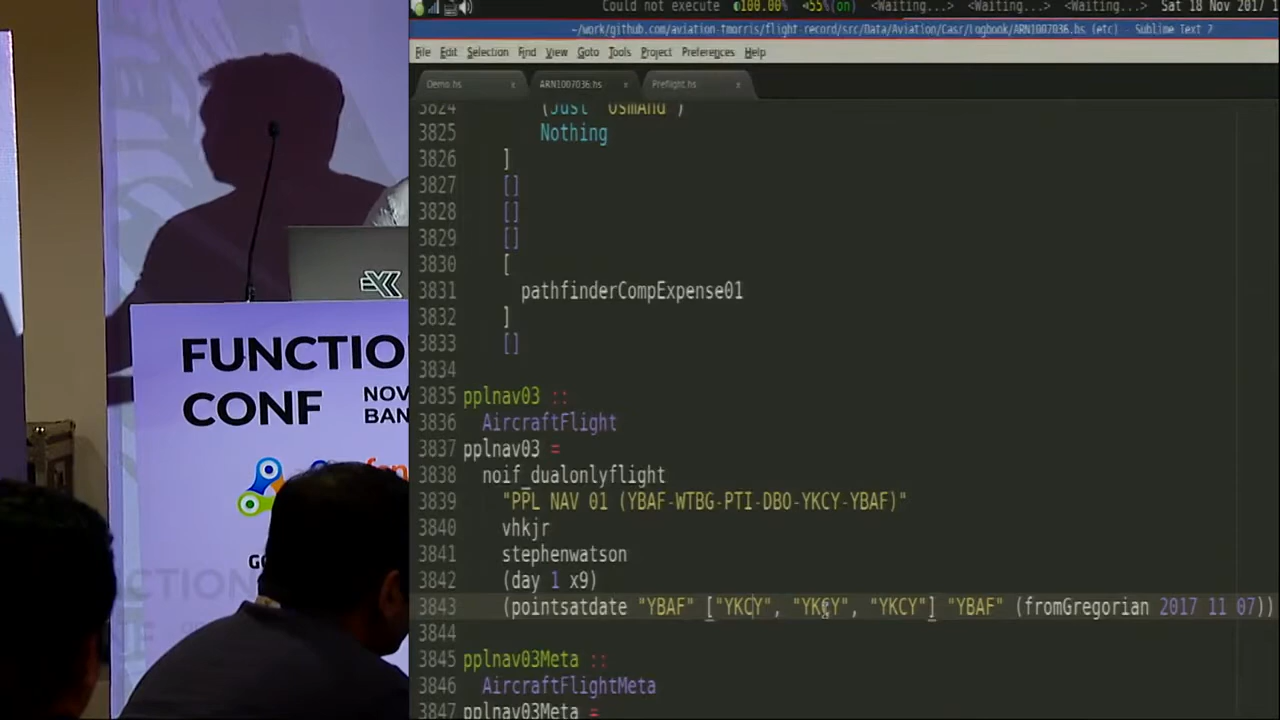 Could not execute 100.00% 55%(on) <Waiting...> <Waiting...> <Waiting...> Sat 18 Nov 2017 1
~/work/github.com/aviation-tmorris/flight-record/src/Data/Aviation/Casr/Logbook/ARN1007036.hs (etc) - Sublime Text 2
File Edit Selection Find View Goto Tools Project Preferences Help
Demo.hs × ARN1007036.hs × Preflight.hs ×
3824 (Just "OsmAnd")
3825 Nothing
3826 ]
3827 []
3828 []
3829 []
3830 [
3831 pathfinderCompExpense01
3832 ]
3833 []
3834
3835 pplnav03 ::
3836 AircraftFlight
3837 pplnav03 =
3838 noif_dualonlyflight
3839 "PPL NAV 01 (YBAF-WTBG-PTI-DBO-YKCY-YBAF)"
3840 vhkjr
3841 stephenwatson
3842 (day 1 x9)
3843 (pointsatdate "YBAF" ["YKCY", "YKCY", "YKCY"] "YBAF" (fromGregorian 2017 11 07))
3844
3845 pplnav03Meta ::
3846 AircraftFlightMeta
3847 pplnav03Meta =
FUNCTIO
CONF
NOV
BAN